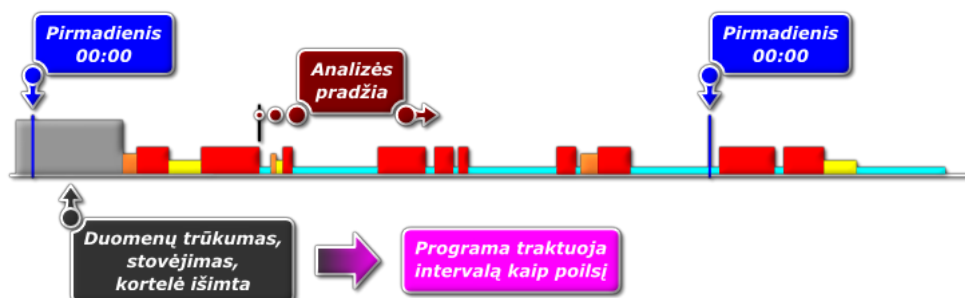 Pirmadienis
00:00
Analizės
pradžia
Pirmadienis
00:00
Duomenų trūkumas,
stovėjimas,
kortelė išimta
Programa traktuoja
intervalą kaip poilsį